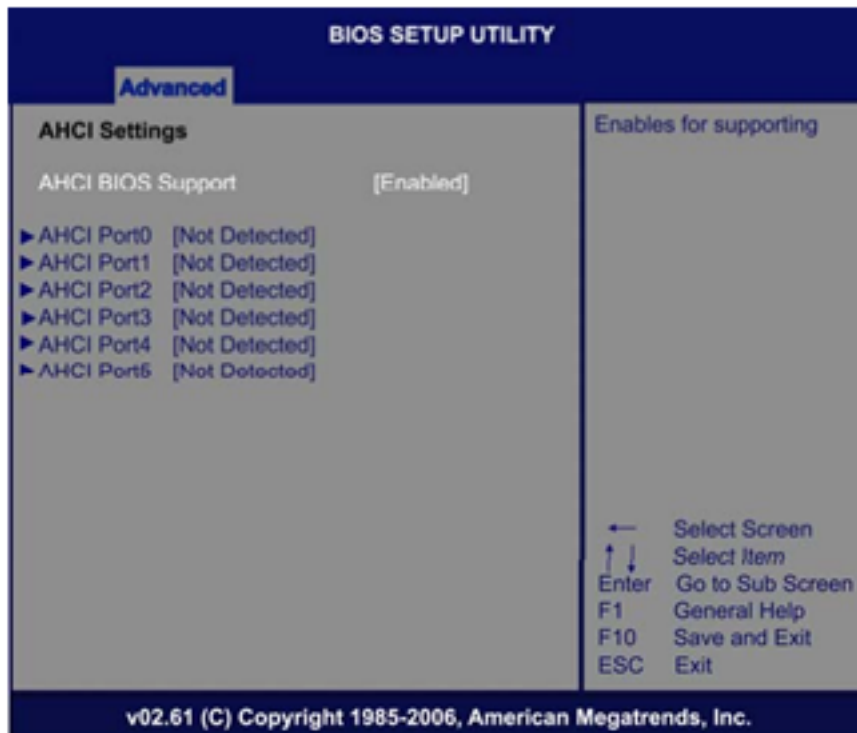 BIOS SETUP UTILITY
Advanced
AHCI Settings
AHCI BIOS Support [Enabled]
►AHCI Port0 [Not Detected]
►AHCI Port1 [Not Detected]
►AHCI Port2 [Not Detected]
►AHCI Port3 [Not Detected]
►AHCI Port4 [Not Detected]
►AHCI Port5 [Not Detected]
Enables for supporting
← Select Screen
↑↓ Select Item
Enter Go to Sub Screen
F1 General Help
F10 Save and Exit
ESC Exit
v02.61 (C) Copyright 1985-2006, American Megatrends, Inc.